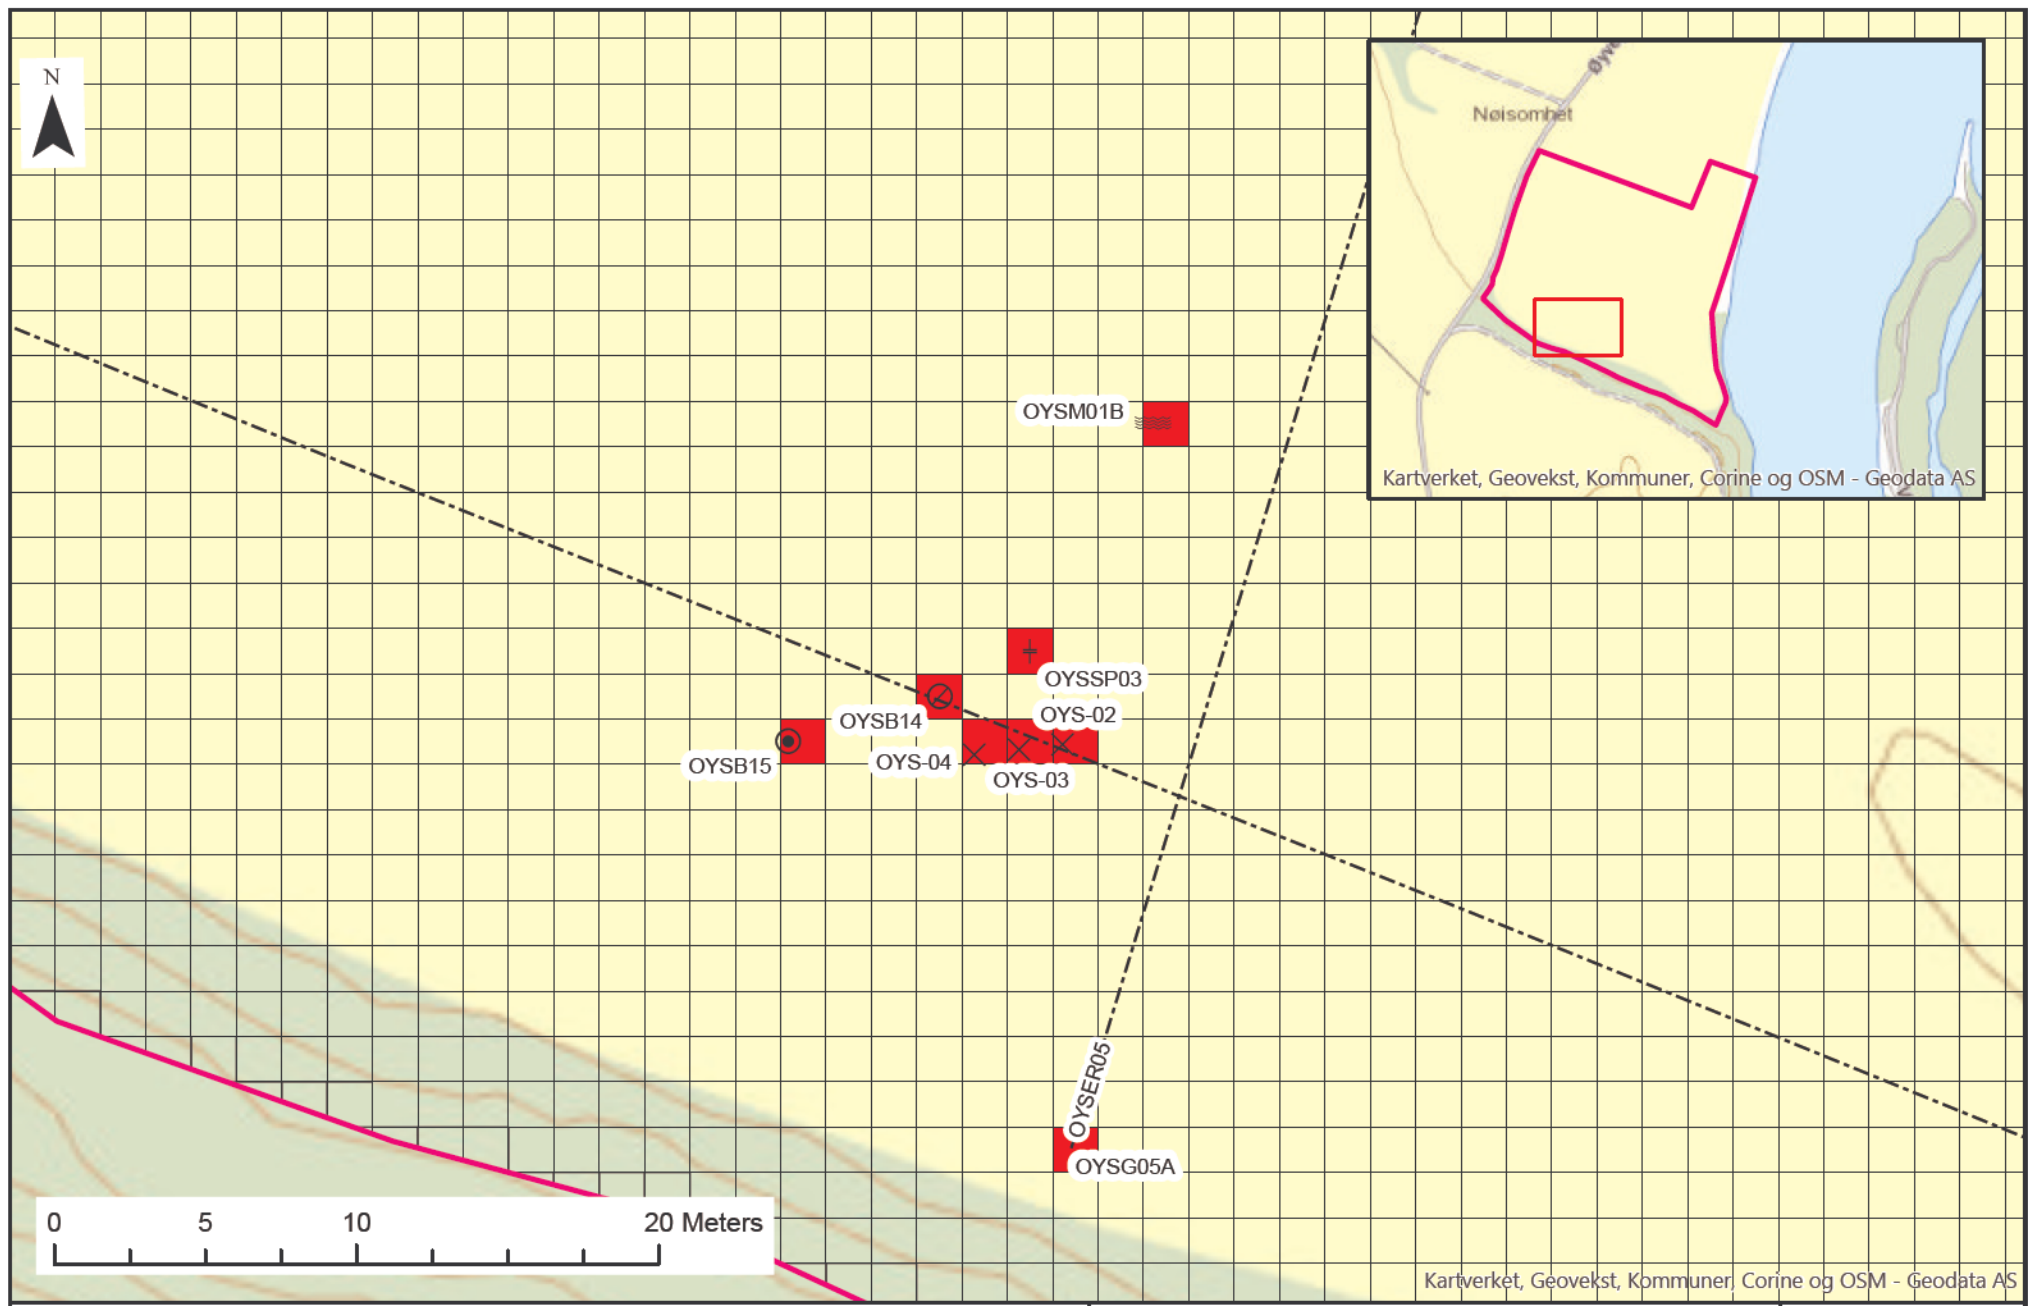 N
Øyve
Nøisomhet
Kartverket, Geovekst, Kommuner, Corine og OSM - Geodata AS
OYSM01B
OYSSP03
OYS-02
OYSB14
OYS-04
OYSB15
OYS-03
OYSER05
OYSG05A
0 5 10 20 Meters
Kartverket, Geovekst, Kommuner, Corine og OSM - Geodata AS